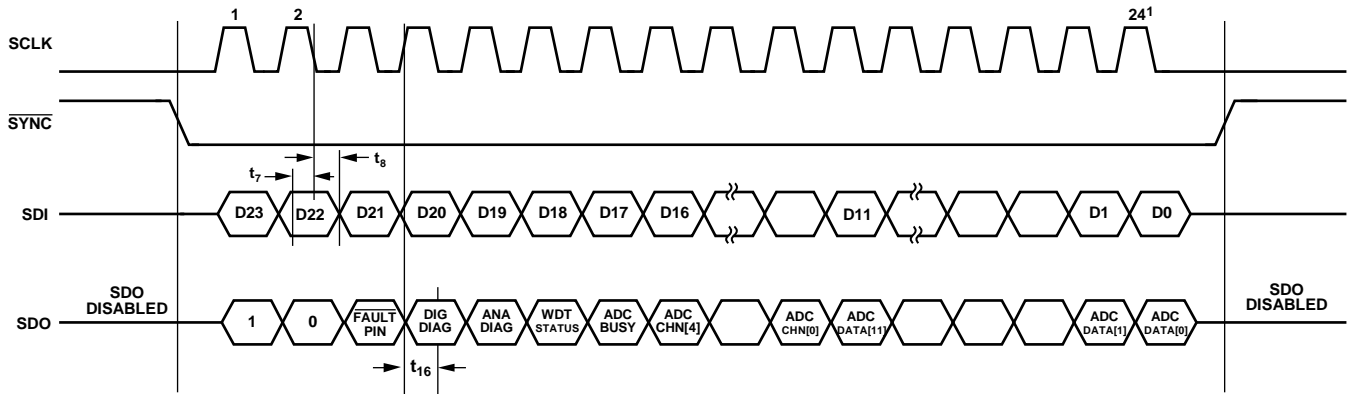 1
2
24¹
SCLK
SYNC
t₇
t₈
SDI
D23
D22
D21
D20
D19
D18
D17
D16
D11
D1
D0
SDO
DISABLED
SDO
1
0
FAULT
PIN
DIG
DIAG
ANA
DIAG
WDT
STATUS
ADC
BUSY
ADC
CHN[4]
ADC
CHN[0]
ADC
DATA[11]
ADC
DATA[1]
ADC
DATA[0]
SDO
DISABLED
t₁₆